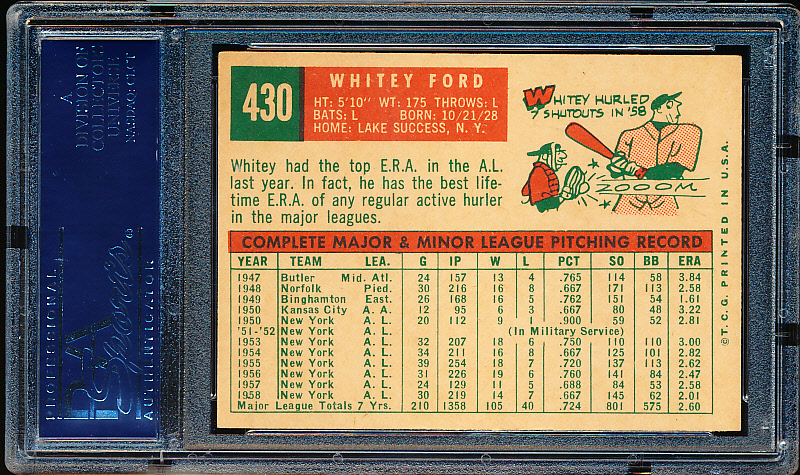 A
DIVISION OF
COLLECTORS
UNIVERSE
NASDAQ: CLCT
PROFESSIONAL
PSA
Sports
®
AUTHENTICATOR
430
WHITEY FORD
HT: 5'10" WT: 175 THROWS: L
BATS: L BORN: 10/21/28
HOME: LAKE SUCCESS, N. Y.
WHITEY HURLED
7 SHUTOUTS IN '58
ZOOOM
Whitey had the top E.R.A. in the A.L.
last year. In fact, he has the best life-
time E.R.A. of any regular active hurler
in the major leagues.
COMPLETE MAJOR & MINOR LEAGUE PITCHING RECORD
YEAR TEAM LEA. G IP W L PCT SO BB ERA
1947 Butler Mid. Atl. 24 157 13 4 .765 114 58 3.84
1948 Norfolk Pied. 30 216 16 8 .667 171 113 2.58
1949 Binghamton East. 26 168 16 5 .762 151 54 1.61
1950 Kansas City A. A. 12 95 6 3 .667 80 48 3.22
1950 New York A. L. 20 112 9 1 .900 59 52 2.81
'51-'52 New York A. L. (In Military Service)
1953 New York A. L. 32 207 18 6 .750 110 110 3.00
1954 New York A. L. 34 211 16 8 .667 125 101 2.82
1955 New York A. L. 39 254 18 7 .720 137 113 2.62
1956 New York A. L. 31 226 19 6 .760 141 84 2.47
1957 New York A. L. 24 129 11 5 .688 84 53 2.58
1958 New York A. L. 30 219 14 7 .667 145 62 2.01
Major League Totals 7 Yrs. 210 1358 105 40 .724 801 575 2.60
© T. C. G. PRINTED IN U.S.A.